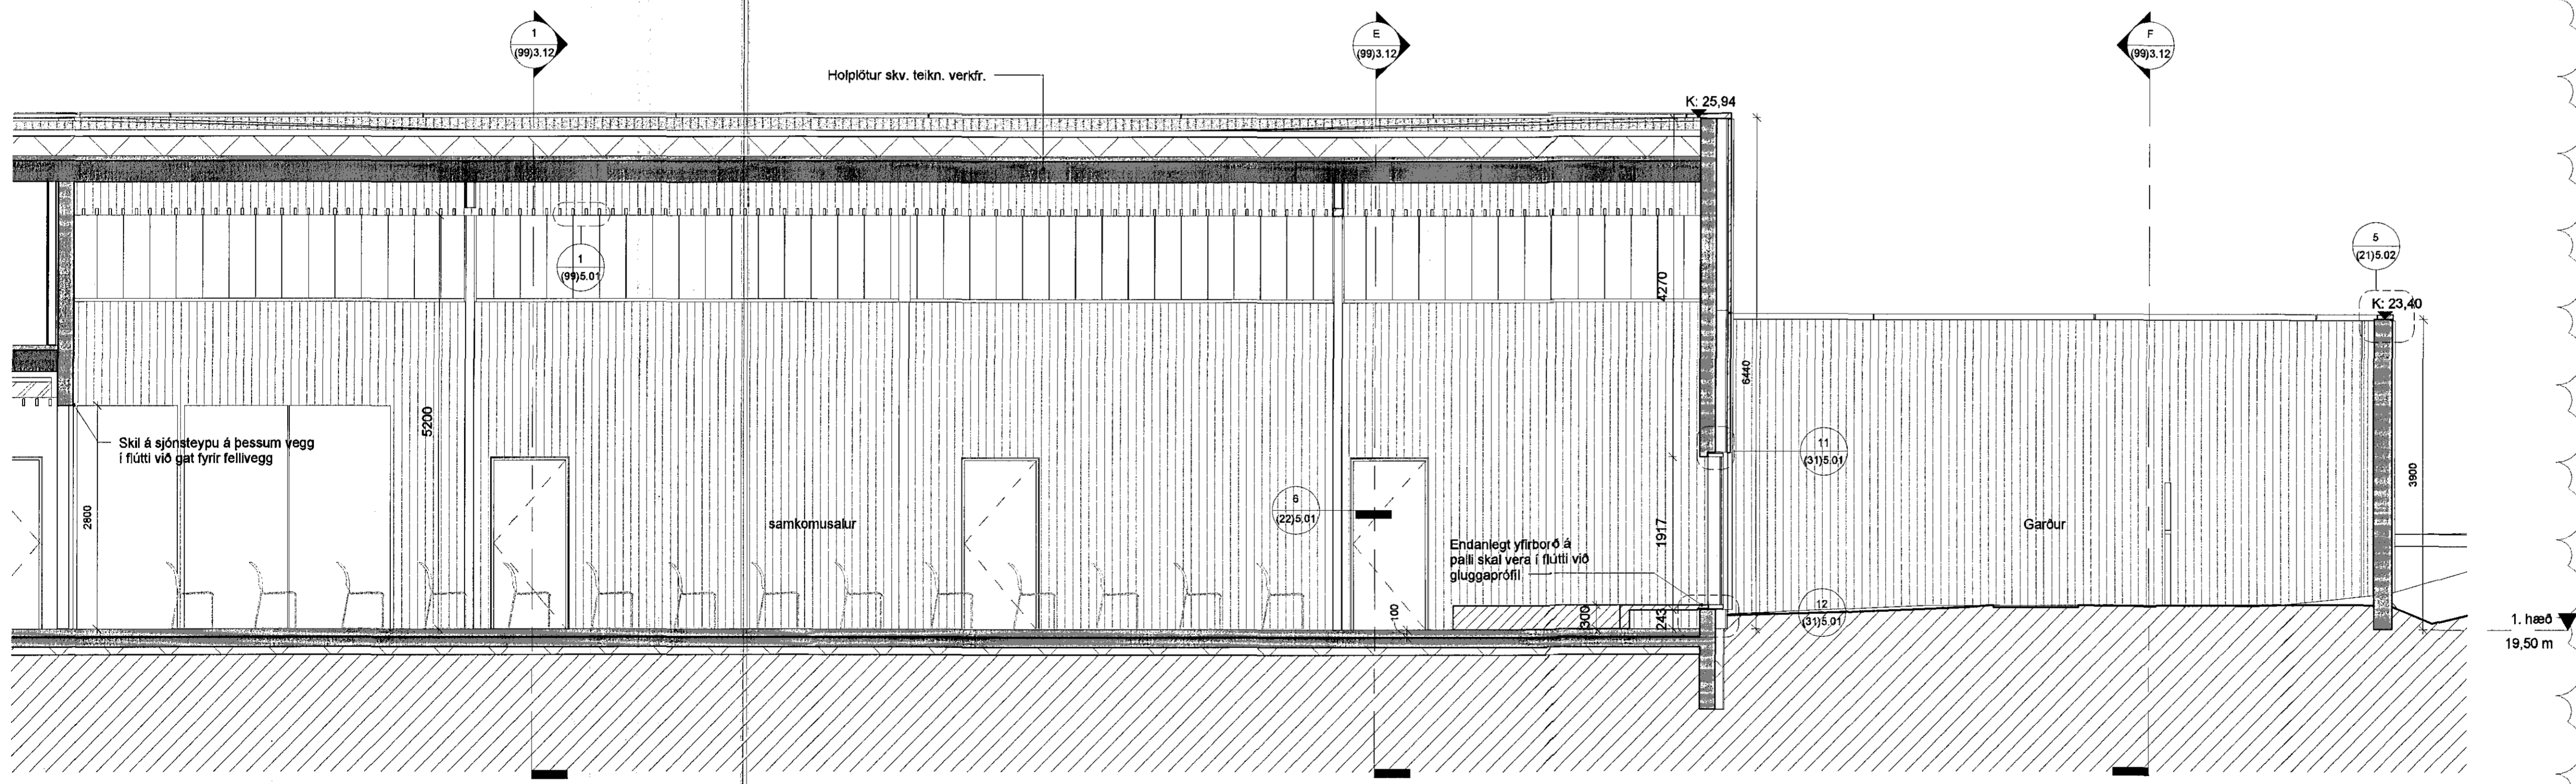 1
(99)3.12
E
(99)3.12
F
(99)3.12
Holplötur skv. teikn. verkfr.
K: 25,94
1
(99)5.01
5
(21)5.02
K: 23,40
4270
6440
5200
Skil á sjónsteypu á þessum vegg
í flútti við gat fyrir fellivegg
2800
samkomusalur
6
(22)5.01
11
(31)5.01
3900
1917
Garður
Endanlegt yfirborð á
palli skal vera í flútti við
gluggaprófíl
100
300
243
12
(31)5.01
1. hæð
19,50 m